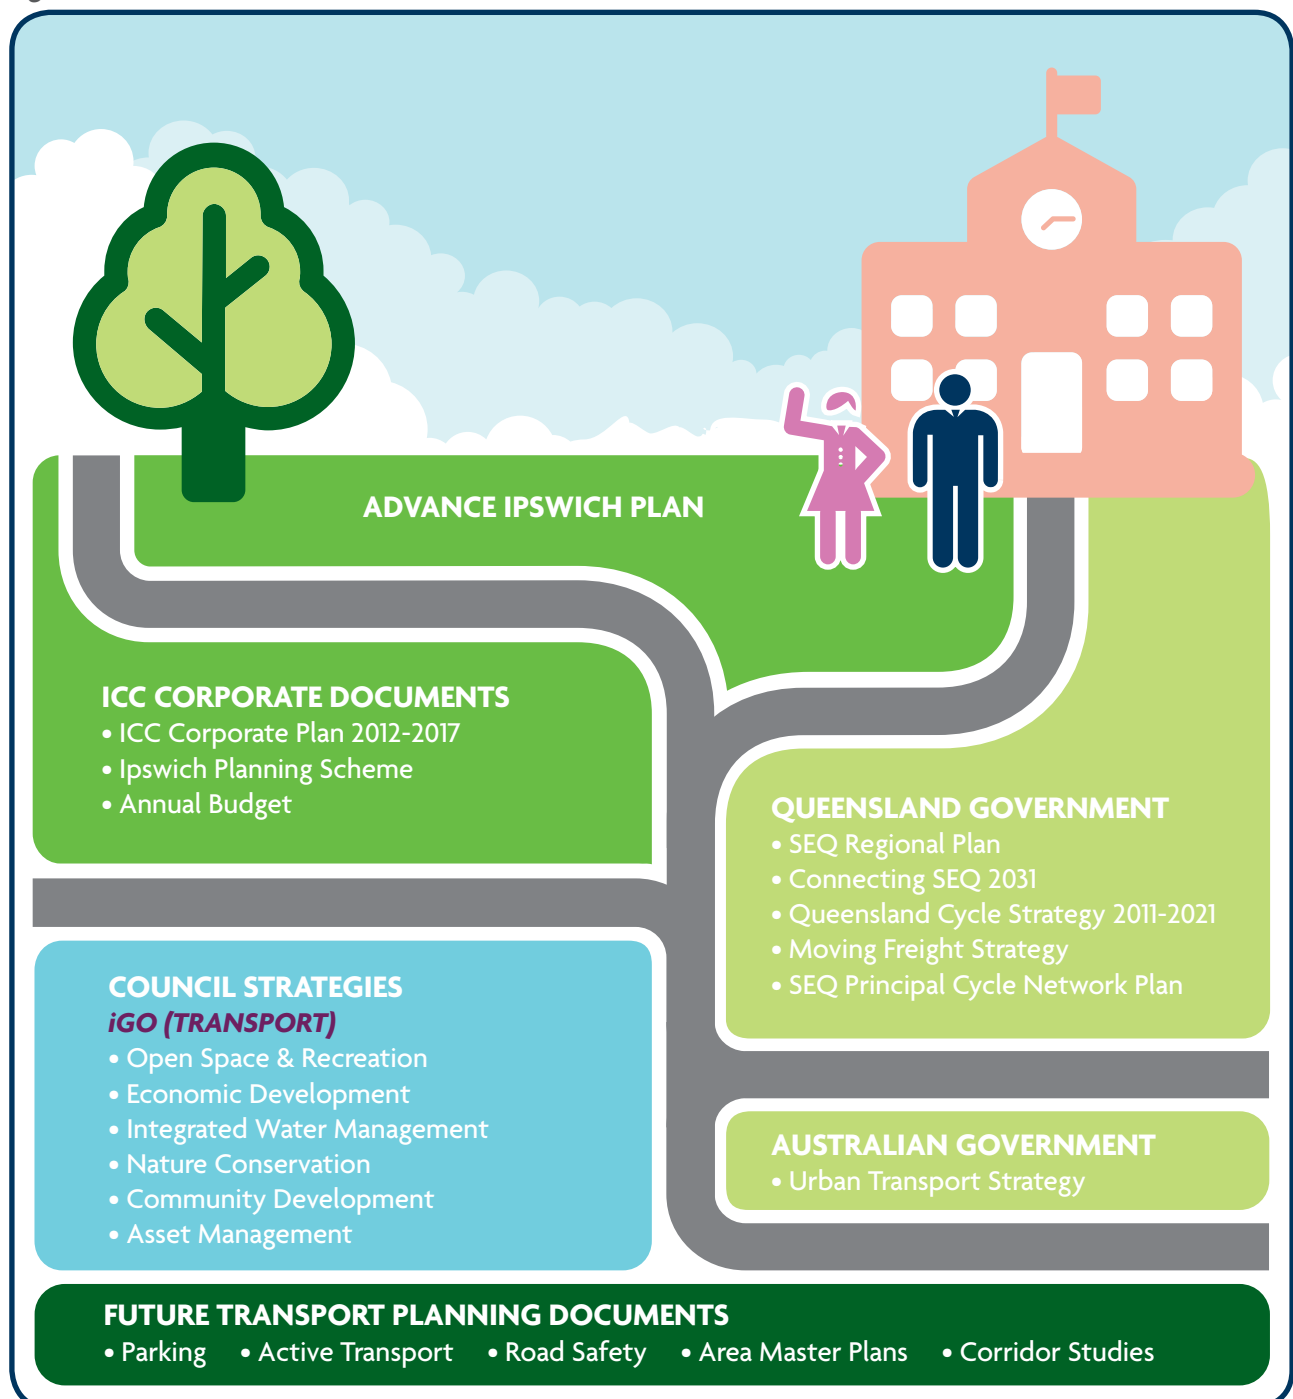 ADVANCE IPSWICH PLAN
ICC CORPORATE DOCUMENTS
• ICC Corporate Plan 2012-2017
• Ipswich Planning Scheme
• Annual Budget
QUEENSLAND GOVERNMENT
• SEQ Regional Plan
• Connecting SEQ 2031
• Queensland Cycle Strategy 2011-2021
• Moving Freight Strategy
• SEQ Principal Cycle Network Plan
COUNCIL STRATEGIES
iGO (TRANSPORT)
• Open Space & Recreation
• Economic Development
• Integrated Water Management
• Nature Conservation
• Community Development
• Asset Management
AUSTRALIAN GOVERNMENT
• Urban Transport Strategy
FUTURE TRANSPORT PLANNING DOCUMENTS
• Parking • Active Transport • Road Safety • Area Master Plans • Corridor Studies